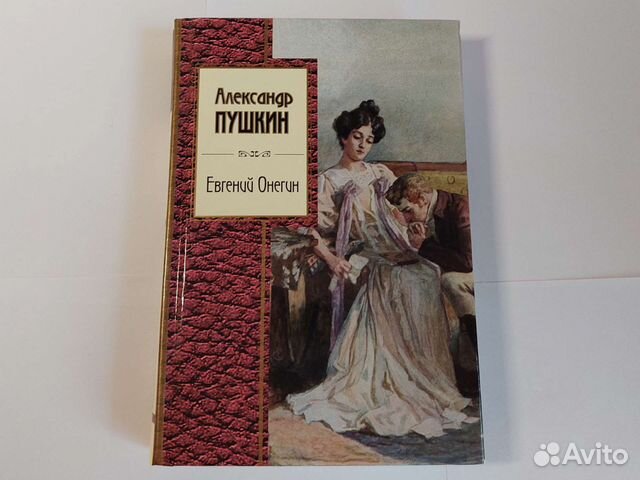 Александр
ПУШКИН
Евгений Онегин
Avito